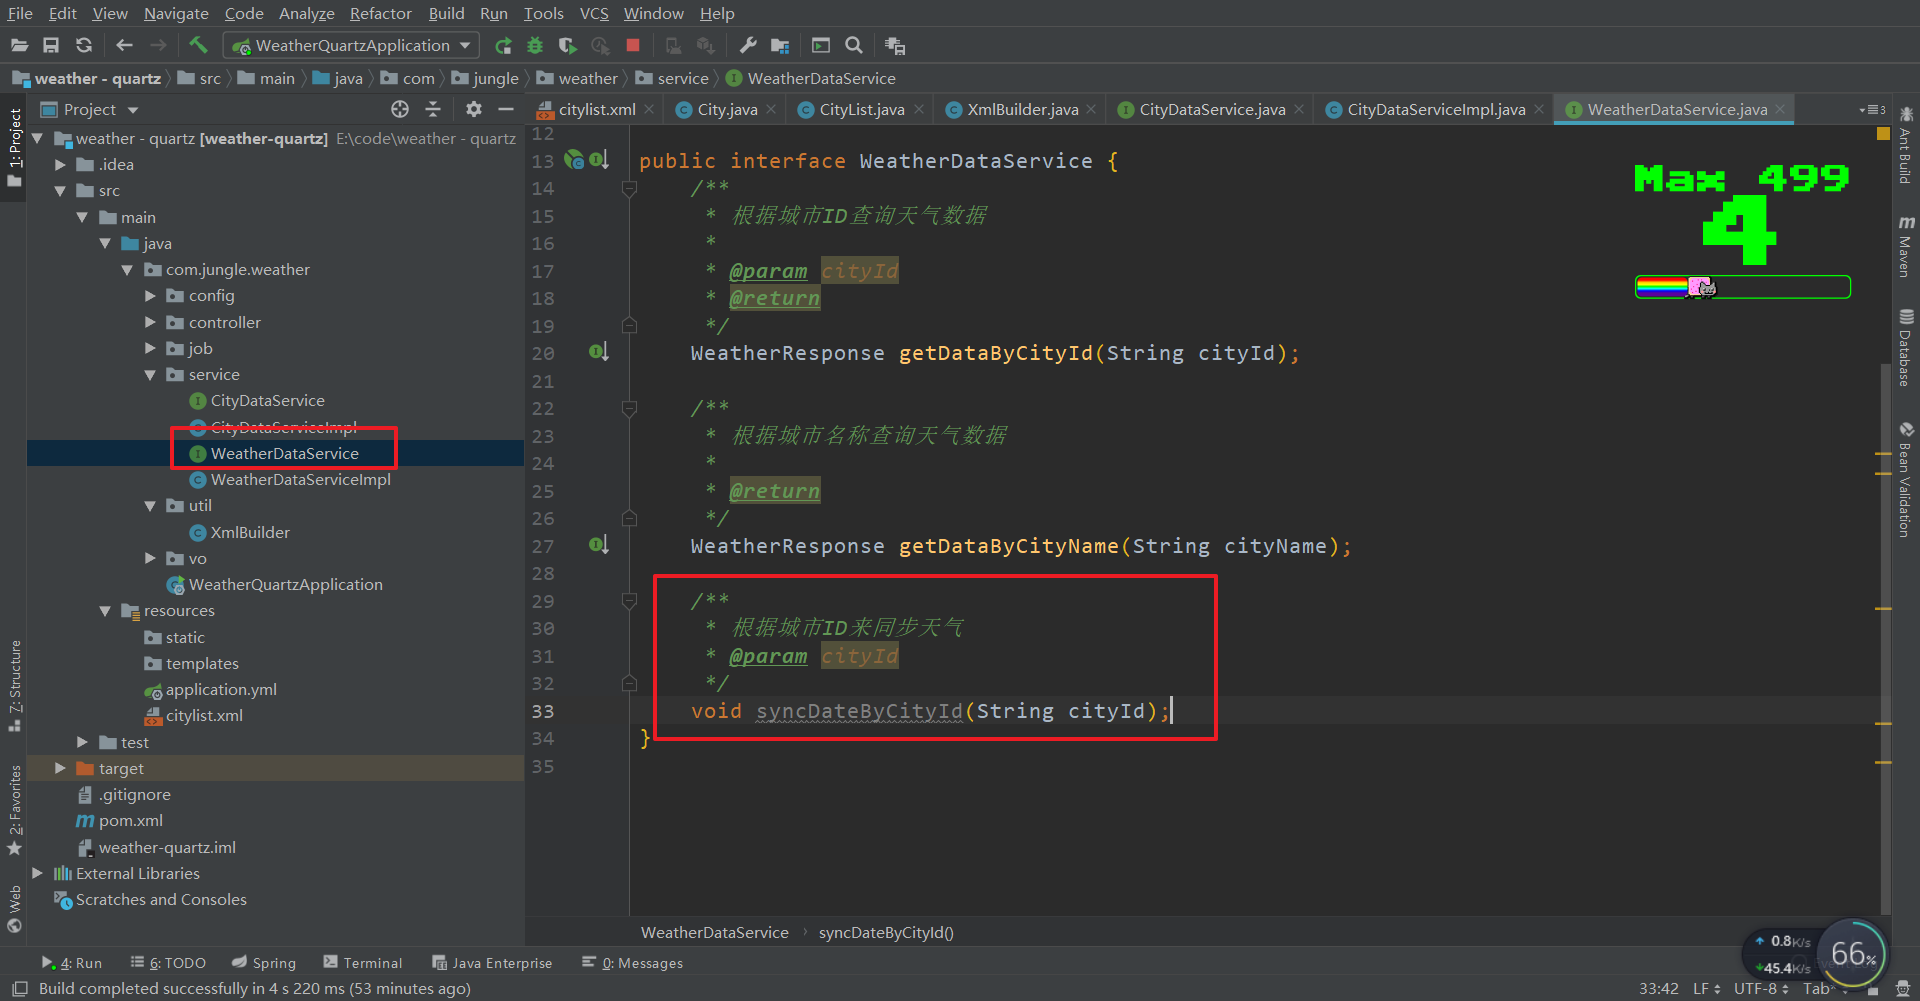 File Edit View Navigate Code Analyze Refactor Build Run Tools VCS Window Help
WeatherQuartzApplication
weather - quartz src main java com jungle weather service WeatherDataService
Project
citylist.xml City.java CityList.java XmlBuilder.java CityDataService.java CityDataServiceImpl.java WeatherDataService.java 3
1: Project
7: Structure
2: Favorites
Web
weather - quartz [weather-quartz] E:\code\weather - quartz
.idea
src
main
java
com.jungle.weather
config
controller
job
service
CityDataService
CityDataServiceImpl
WeatherDataService
WeatherDataServiceImpl
util
XmlBuilder
vo
WeatherQuartzApplication
resources
static
templates
application.yml
citylist.xml
test
target
.gitignore
pom.xml
weather-quartz.iml
External Libraries
Scratches and Consoles
12
13 public interface WeatherDataService {
14 /**
15 * 根据城市ID查询天气数据
16 *
17 * @param cityId
18 * @return
19 */
20 WeatherResponse getDataByCityId(String cityId);
21
22 /**
23 * 根据城市名称查询天气数据
24 *
25 * @return
26 */
27 WeatherResponse getDataByCityName(String cityName);
28
29 /**
30 * 根据城市ID来同步天气
31 * @param cityId
32 */
33 void syncDateByCityId(String cityId);
34 }
35
Max 499
4
Ant Build
Maven
Database
Bean Validation
WeatherDataService syncDateByCityId()
4: Run 6: TODO Spring Terminal Java Enterprise 0: Messages
0.8K/s
45.4K/s
66%
Build completed successfully in 4 s 220 ms (53 minutes ago) 33:42 LF UTF-8 Tab